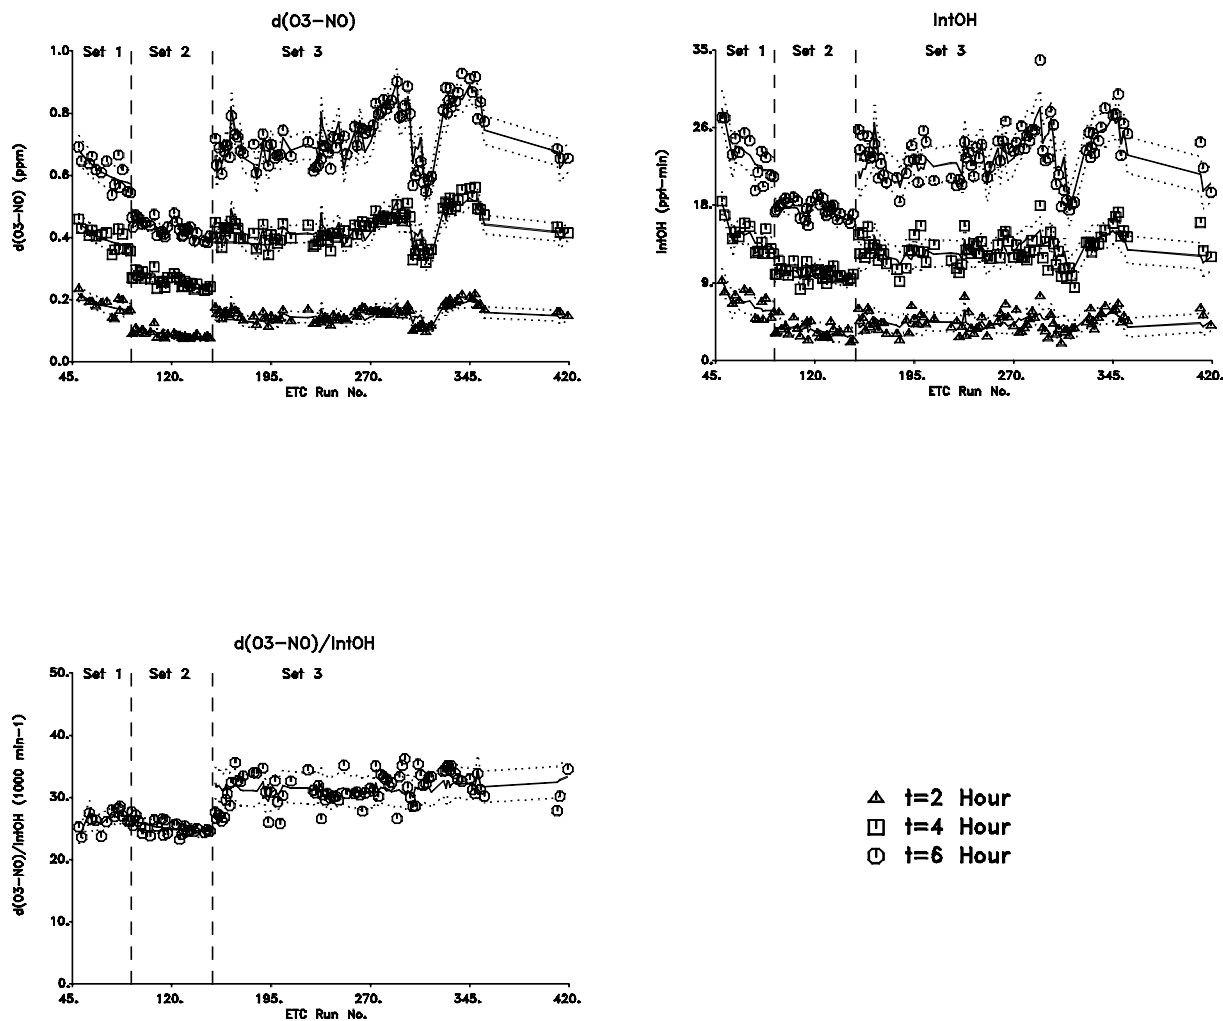 d(O3-NO)
Set 1 Set 2 Set 3
1.0
0.8
0.6
0.4
0.2
0.0
d(O3-NO) (ppm)
45. 120. 195. 270. 345. 420.
ETC Run No.
IntOH
Set 1 Set 2 Set 3
35.
26.
18.
9.
0.
IntOH (ppt-min)
45. 120. 195. 270. 345. 420.
ETC Run No.
d(O3-NO)/IntOH
Set 1 Set 2 Set 3
50.
40.
30.
20.
10.
0.
d(O3-NO)/IntOH (1000 min-1)
45. 120. 195. 270. 345. 420.
ETC Run No.
t=2 Hour
t=4 Hour
t=6 Hour